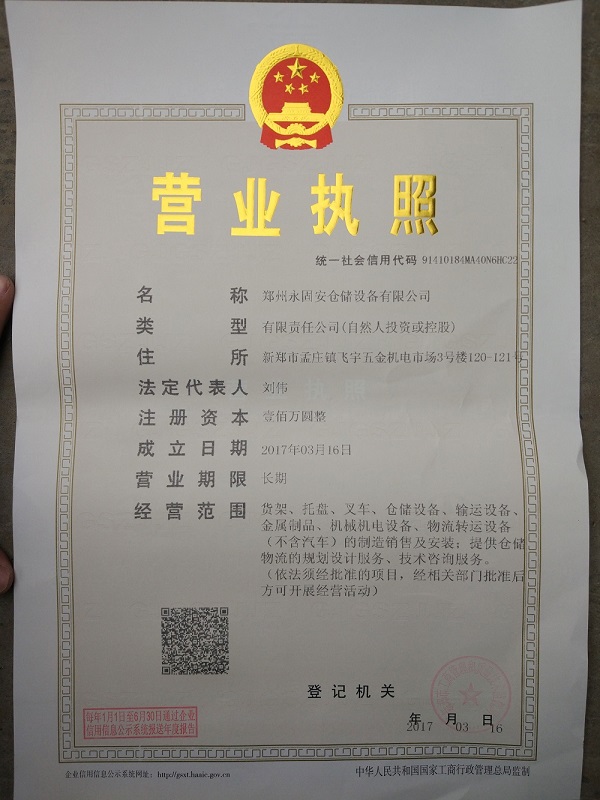 营业执照
统一社会信用代码 91410184MA40N6HC22
名称 郑州永固安仓储设备有限公司
类型 有限责任公司(自然人投资或控股)
住所 新郑市孟庄镇飞宇五金机电市场3号楼120-121号
法定代表人 刘伟
注册资本 壹佰万圆整
成立日期 2017年03月16日
营业期限 长期
经营范围 货架、托盘、叉车、仓储设备、输运设备、
金属制品、机械机电设备、物流转运设备
(不含汽车)的制造销售及安装;提供仓储
物流的规划设计服务、技术咨询服务。
(依法须经批准的项目,经相关部门批准后
方可开展经营活动)
登记机关
年 月 日
2017 03 16
每年1月1日至6月30日通过企业
信用信息公示系统报送年度报告
企业信用信息公示系统网址: http://gsxt.haaic.gov.cn
中华人民共和国国家工商行政管理总局监制